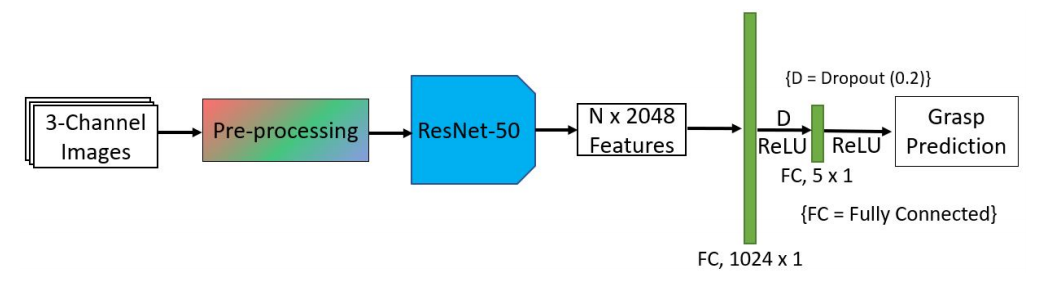 3-Channel
Images
Pre-processing
ResNet-50
N x 2048
Features
{D = Dropout (0.2)}
D
ReLU
ReLU
FC, 5 x 1
Grasp
Prediction
{FC = Fully Connected}
FC, 1024 x 1